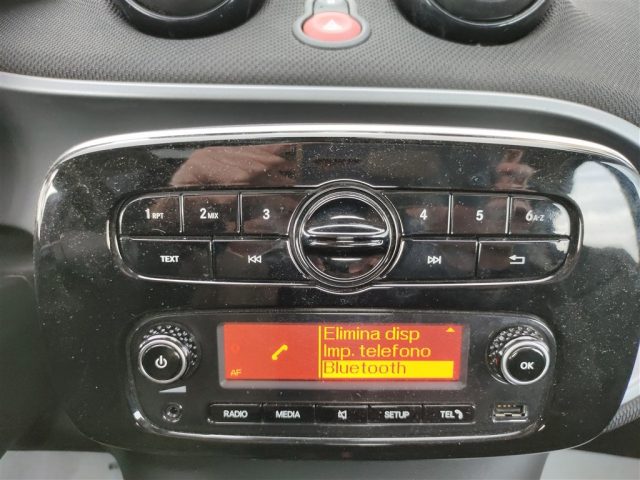 1 RPT 2 MIX 3 4 5 6 A-Z
TEXT
Elimina disp
Imp. telefono
AF Bluetooth
OK
RADIO MEDIA SETUP TEL